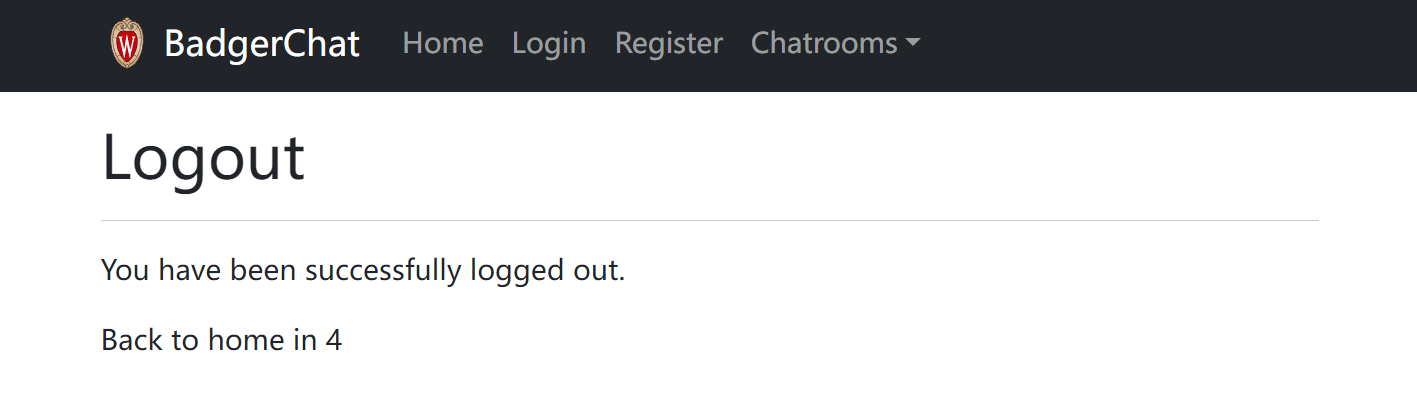 W BadgerChat Home Login Register Chatrooms
Logout
You have been successfully logged out.
Back to home in 4